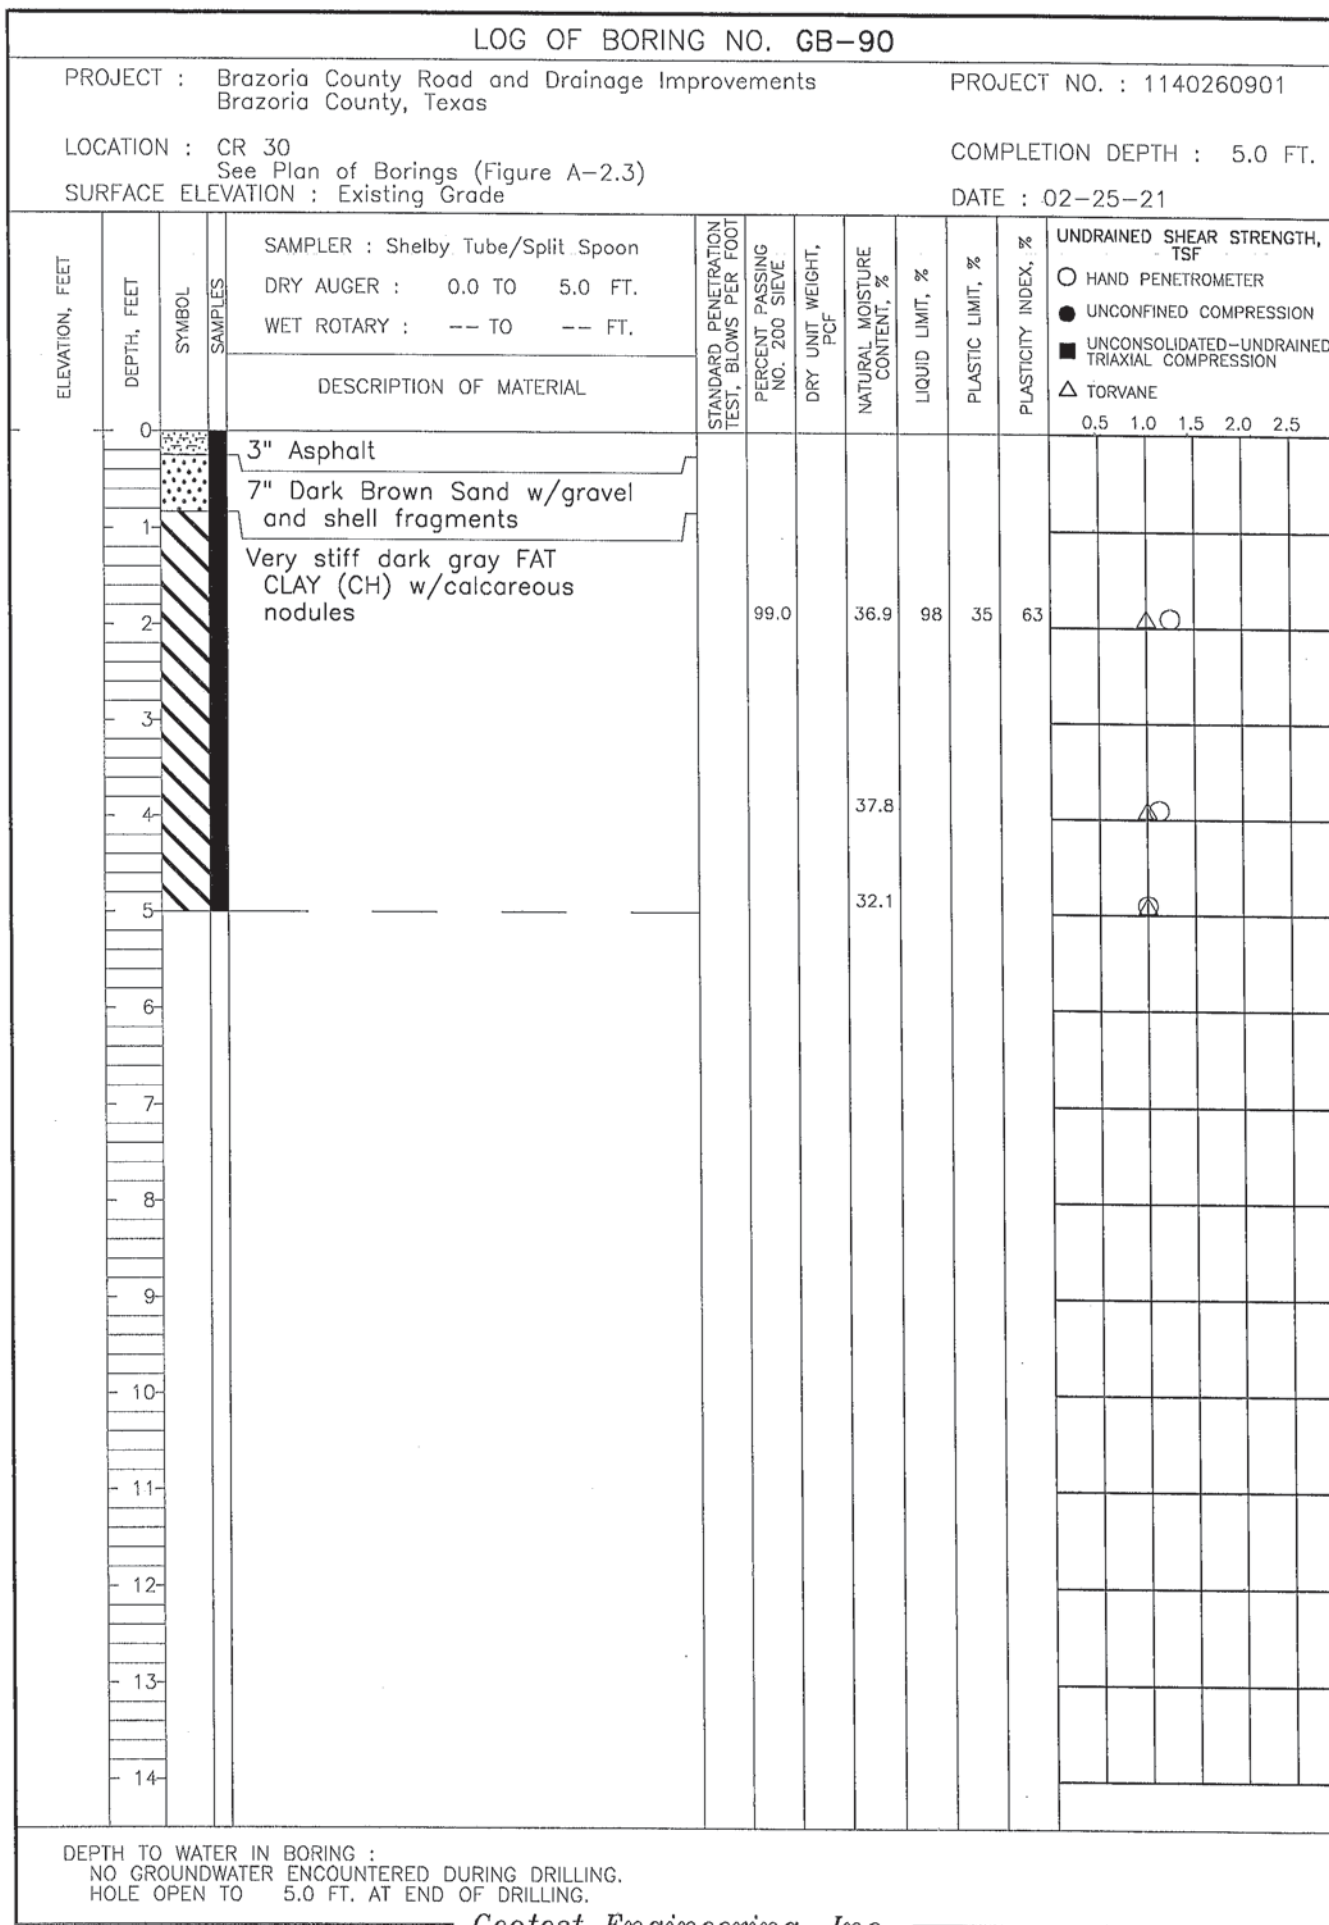 LOG OF BORING NO. GB-90
PROJECT : Brazoria County Road and Drainage Improvements
Brazoria County, Texas
PROJECT NO. : 1140260901
LOCATION : CR 30
See Plan of Borings (Figure A-2.3)
COMPLETION DEPTH : 5.0 FT.
SURFACE ELEVATION : Existing Grade
DATE : 02-25-21
ELEVATION, FEET
DEPTH, FEET
SYMBOL
SAMPLES
SAMPLER : Shelby Tube/Split Spoon
DRY AUGER : 0.0 TO 5.0 FT.
WET ROTARY : -- TO -- FT.
DESCRIPTION OF MATERIAL
STANDARD PENETRATION
TEST, BLOWS PER FOOT
PERCENT PASSING
NO. 200 SIEVE
DRY UNIT WEIGHT,
PCF
NATURAL MOISTURE
CONTENT, %
LIQUID LIMIT, %
PLASTIC LIMIT, %
PLASTICITY INDEX, %
UNDRAINED SHEAR STRENGTH,
TSF
HAND PENETROMETER
UNCONFINED COMPRESSION
UNCONSOLIDATED-UNDRAINED
TRIAXIAL COMPRESSION
TORVANE
0.5 1.0 1.5 2.0 2.5
0
3" Asphalt
7" Dark Brown Sand w/gravel
and shell fragments
1
Very stiff dark gray FAT
CLAY (CH) w/calcareous
nodules
2
99.0 36.9 98 35 63
3
4
37.8
5
32.1
6
7
8
9
10
11
12
13
14
DEPTH TO WATER IN BORING :
NO GROUNDWATER ENCOUNTERED DURING DRILLING.
HOLE OPEN TO 5.0 FT. AT END OF DRILLING.
Geotest Engineering, Inc.